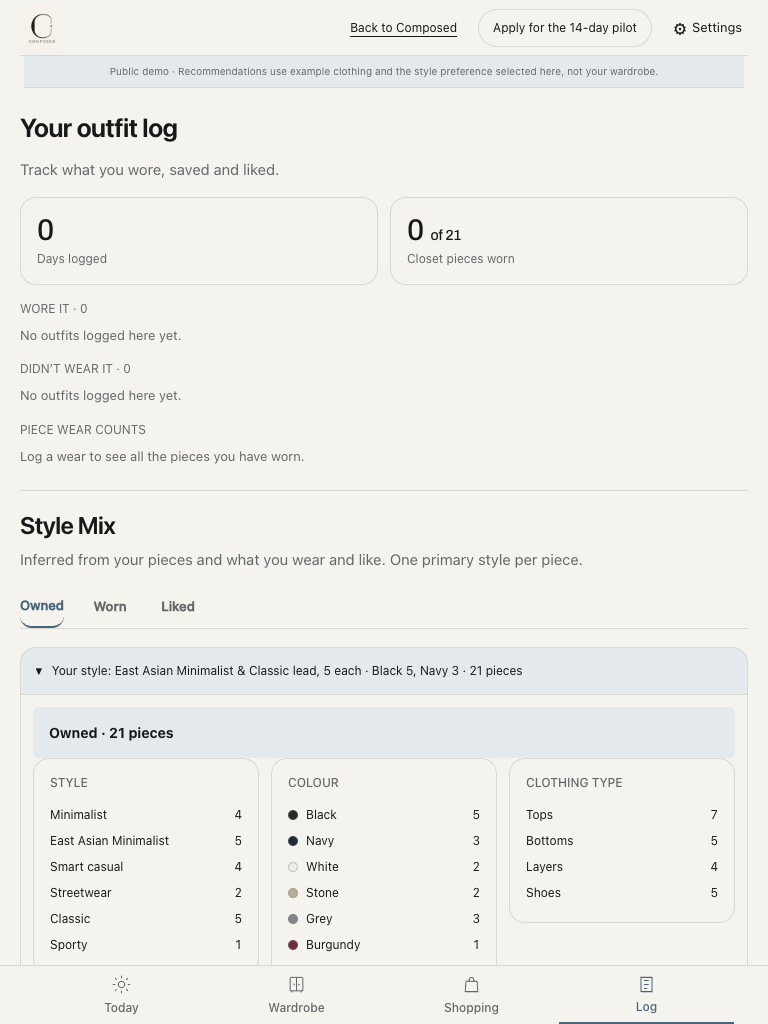 C
COMPOSED
Back to Composed
Apply for the 14-day pilot
Settings
Public demo · Recommendations use example clothing and the style preference selected here, not your wardrobe.
Your outfit log
Track what you wore, saved and liked.
0
Days logged
0 of 21
Closet pieces worn
WORE IT · 0
No outfits logged here yet.
DIDN'T WEAR IT · 0
No outfits logged here yet.
PIECE WEAR COUNTS
Log a wear to see all the pieces you have worn.
Style Mix
Inferred from your pieces and what you wear and like. One primary style per piece.
Owned Worn Liked
▼ Your style: East Asian Minimalist & Classic lead, 5 each · Black 5, Navy 3 · 21 pieces
Owned · 21 pieces
STYLE
Minimalist 4
East Asian Minimalist 5
Smart casual 4
Streetwear 2
Classic 5
Sporty 1
COLOUR
Black 5
Navy 3
White 2
Stone 2
Grey 3
Burgundy 1
CLOTHING TYPE
Tops 7
Bottoms 5
Layers 4
Shoes 5
Today
Wardrobe
Shopping
Log